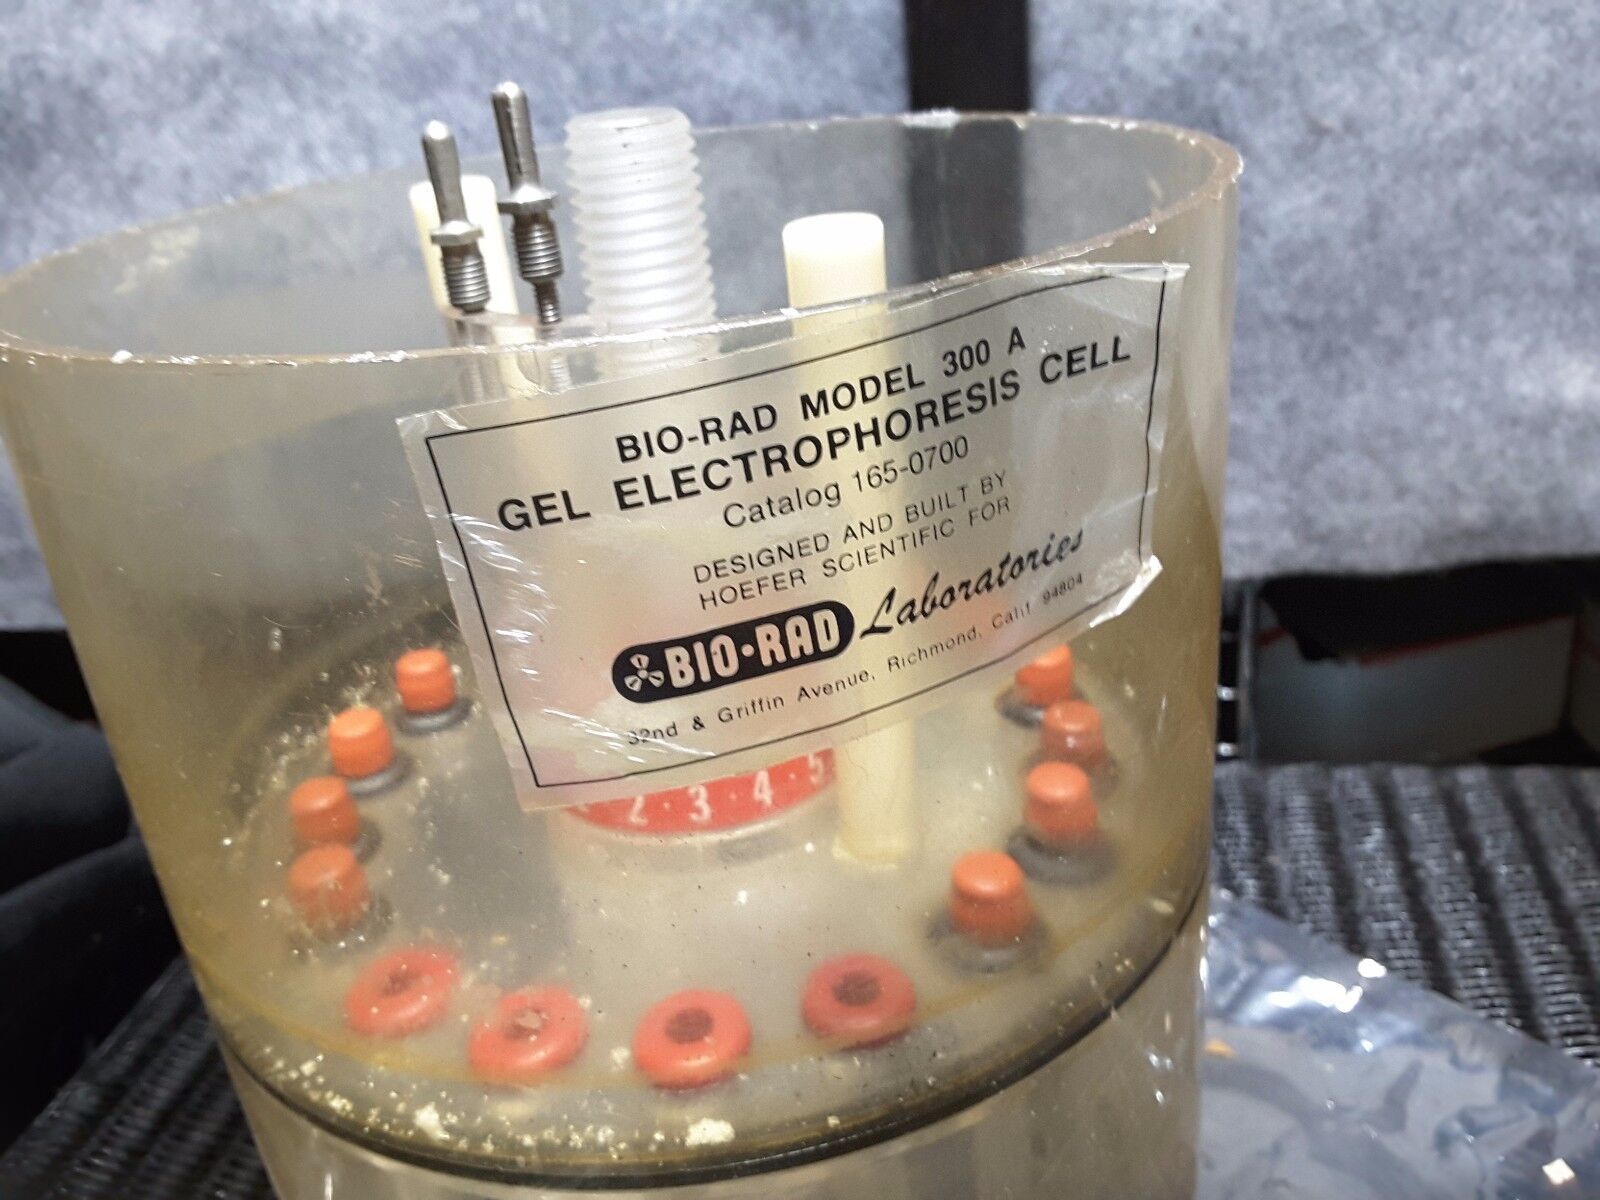 BIO-RAD MODEL 300 A
GEL ELECTROPHORESIS CELL
Catalog 165-0700
DESIGNED AND BUILT BY
HOEFER SCIENTIFIC FOR
BIO·RAD Laboratories
32nd & Griffin Avenue, Richmond, Calif. 94804
2 · 3 · 4 · 5